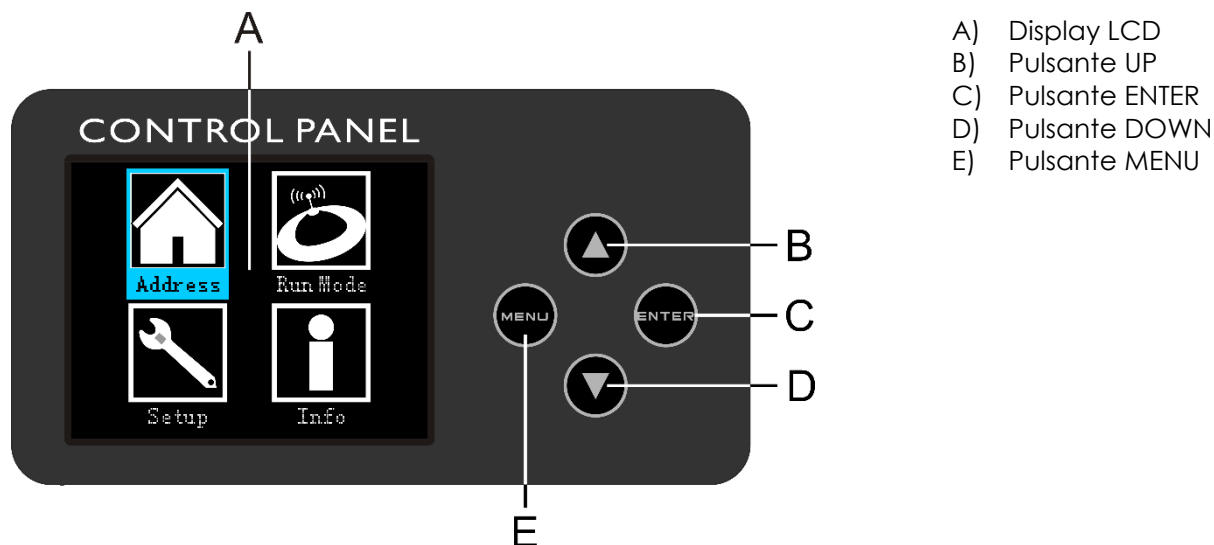 A
CONTROL PANEL
Address
Run Mode
Setup
Info
MENU
ENTER
B
C
D
E
A) Display LCD
B) Pulsante UP
C) Pulsante ENTER
D) Pulsante DOWN
E) Pulsante MENU